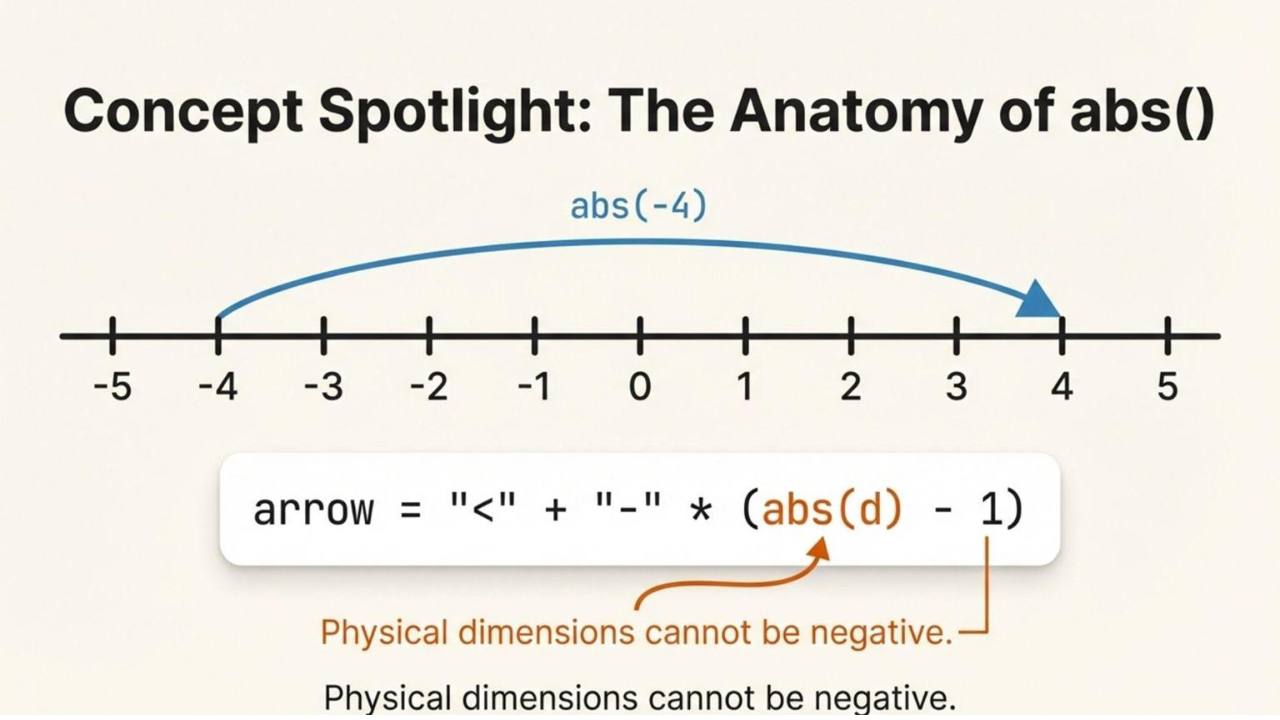 Concept Spotlight: The Anatomy of abs()
abs(-4)
-5 -4 -3 -2 -1 0 1 2 3 4 5
arrow = "<" + "-" * (abs(d) - 1)
Physical dimensions cannot be negative.
Physical dimensions cannot be negative.